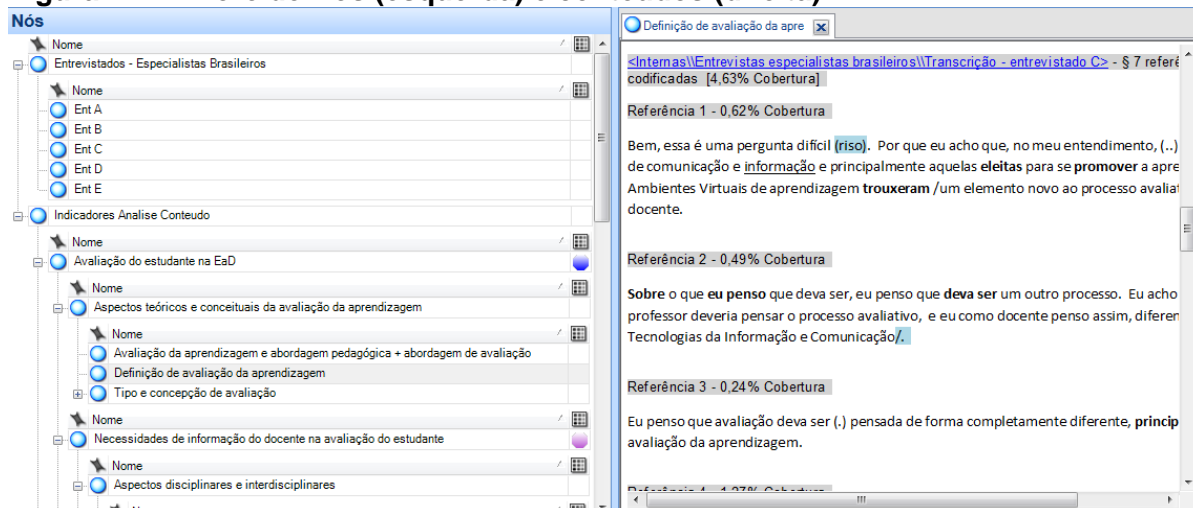 Nós
Nome
Entrevistados - Especialistas Brasileiros
Nome
Ent A
Ent B
Ent C
Ent D
Ent E
Indicadores Analise Conteudo
Nome
Avaliação do estudante na EaD
Nome
Aspectos teóricos e conceituais da avaliação da aprendizagem
Nome
Avaliação da aprendizagem e abordagem pedagógica + abordagem de avaliação
Definição de avaliação da aprendizagem
Tipo e concepção de avaliação
Nome
Necessidades de informação do docente na avaliação do estudante
Nome
Aspectos disciplinares e interdisciplinares
Definição de avaliação da apre
<Internas\\Entrevistas especialistas brasileiros\\Transcrição - entrevistado C> - § 7 referê
codificadas [4,63% Cobertura]
Referência 1 - 0,62% Cobertura
Bem, essa é uma pergunta difícil (riso). Por que eu acho que, no meu entendimento, (..)
de comunicação e informação e principalmente aquelas eleitas para se promover a apre
Ambientes Virtuais de aprendizagem trouxeram /um elemento novo ao processo avaliat
docente.
Referência 2 - 0,49% Cobertura
Sobre o que eu penso que deva ser, eu penso que deva ser um outro processo. Eu acho
professor deveria pensar o processo avaliativo, e eu como docente penso assim, diferen
Tecnologias da Informação e Comunicação/.
Referência 3 - 0,24% Cobertura
Eu penso que avaliação deva ser (.) pensada de forma completamente diferente, princip
avaliação da aprendizagem.